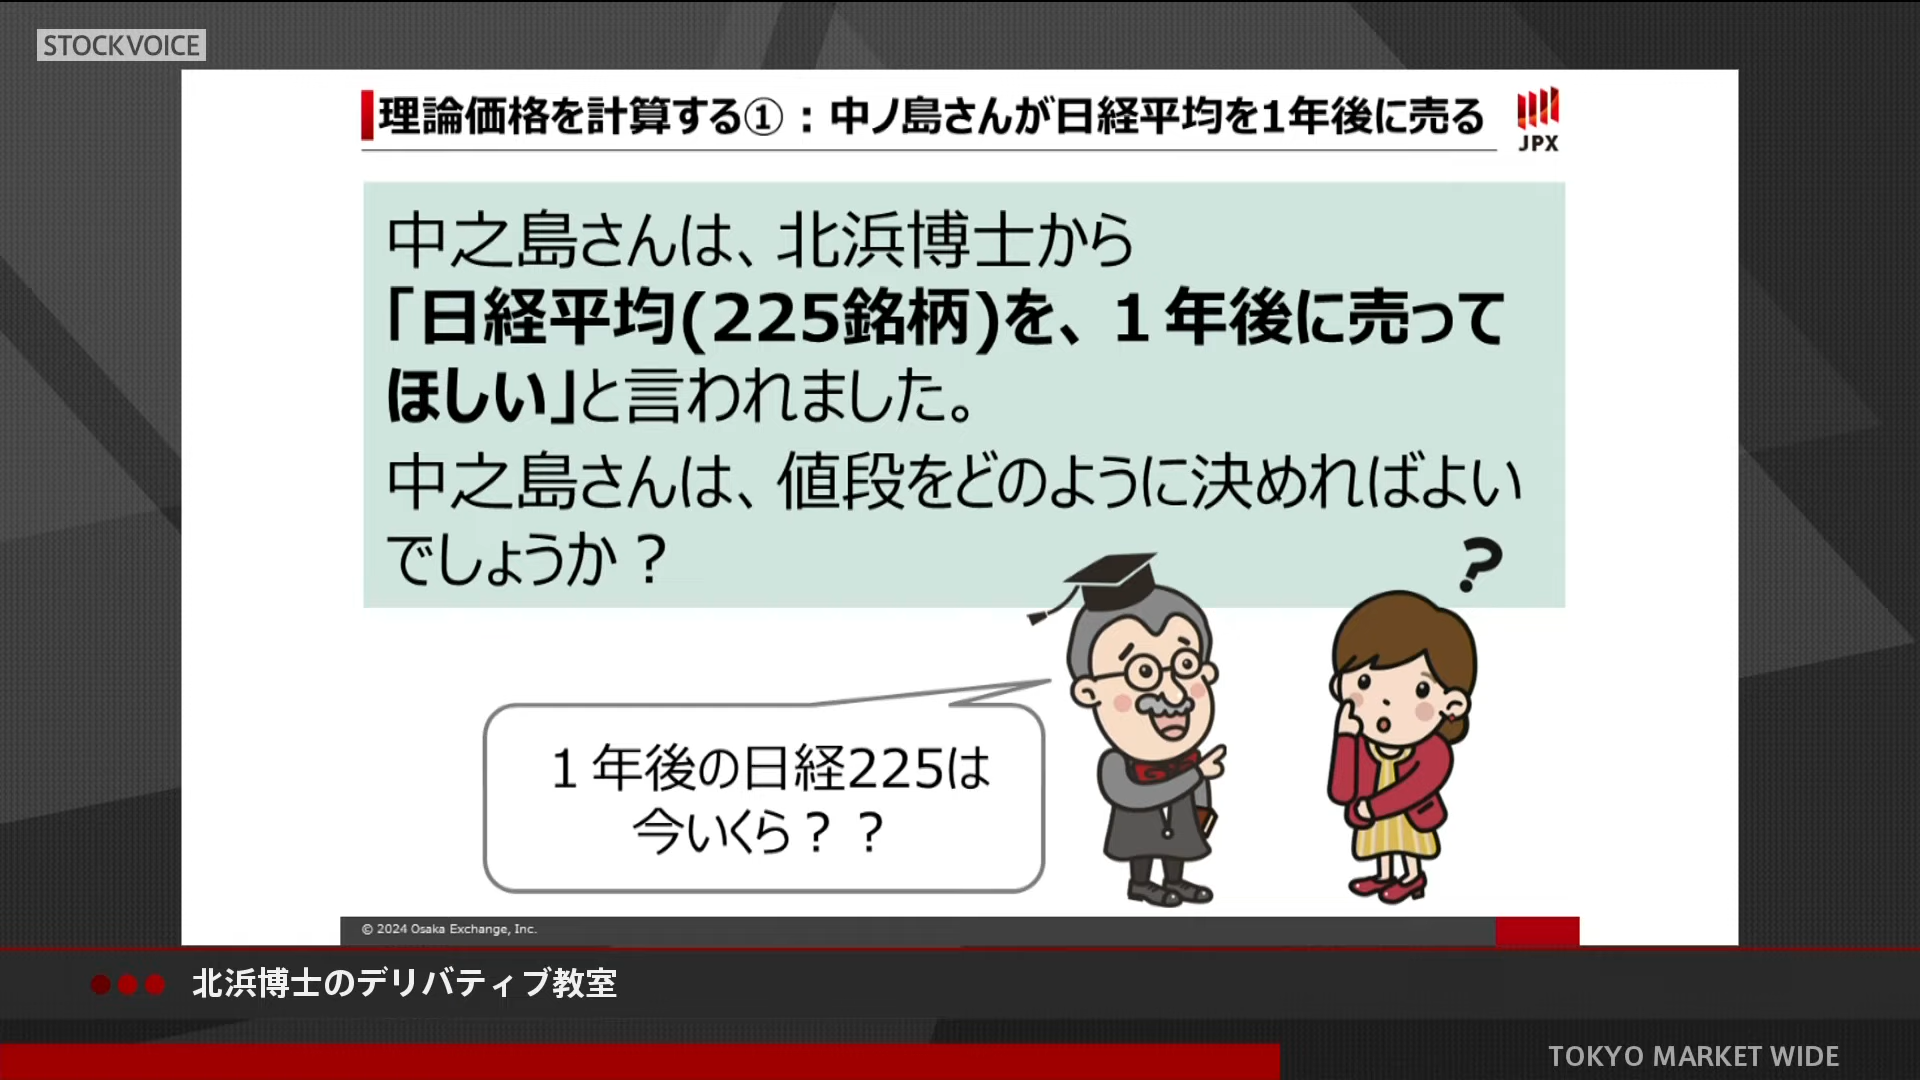 STOCKVOICE
理論価格を計算する①：中ノ島さんが日経平均を1年後に売る
JPX
中之島さんは、北浜博士から
「日経平均(225銘柄)を、１年後に売って
ほしい」と言われました。
中之島さんは、値段をどのように決めればよい
でしょうか？
?
１年後の日経225は
今いくら？？
© 2024 Osaka Exchange, Inc.
北浜博士のデリバティブ教室
TOKYO MARKET WIDE